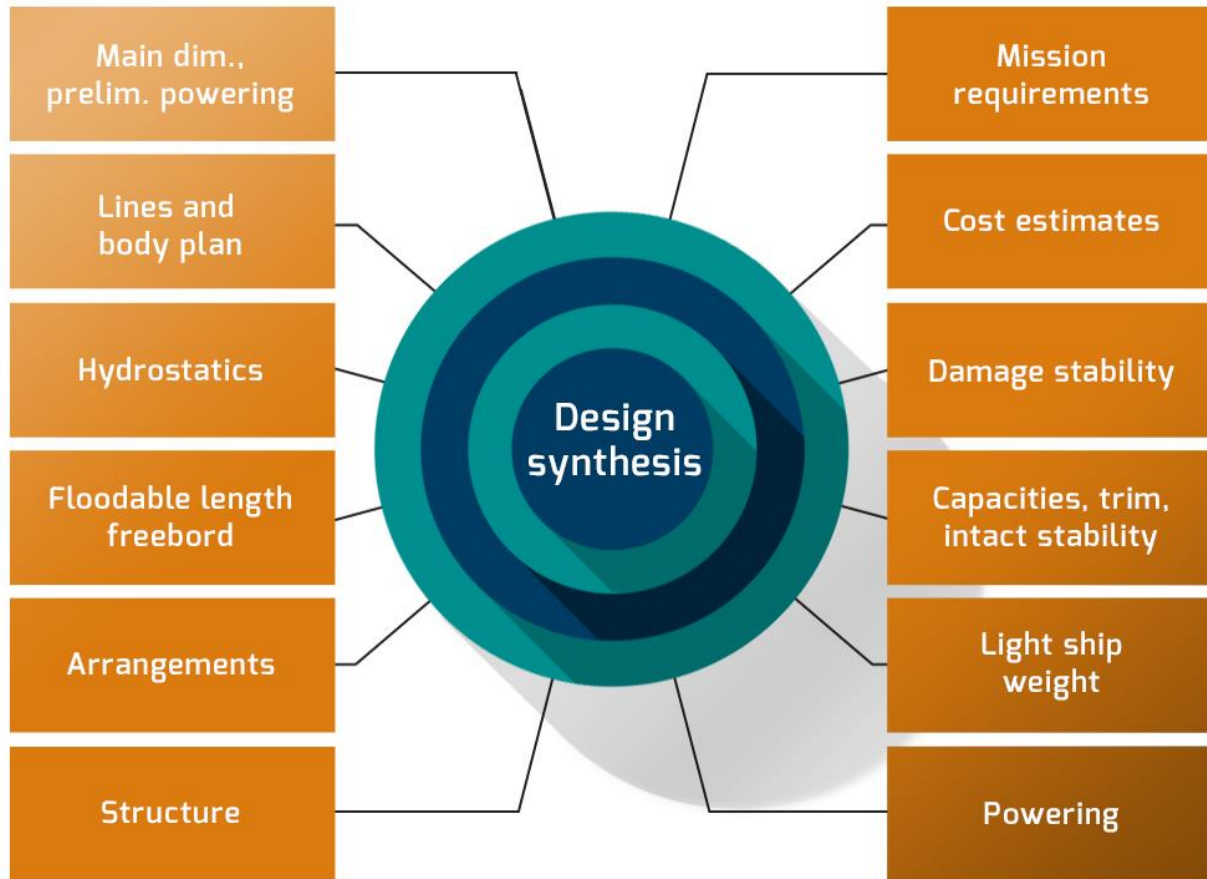 Main dim.,
prelim. powering
Lines and
body plan
Hydrostatics
Floodable length
freebord
Arrangements
Structure
Design
synthesis
Mission
requirements
Cost estimates
Damage stability
Capacities, trim,
intact stability
Light ship
weight
Powering